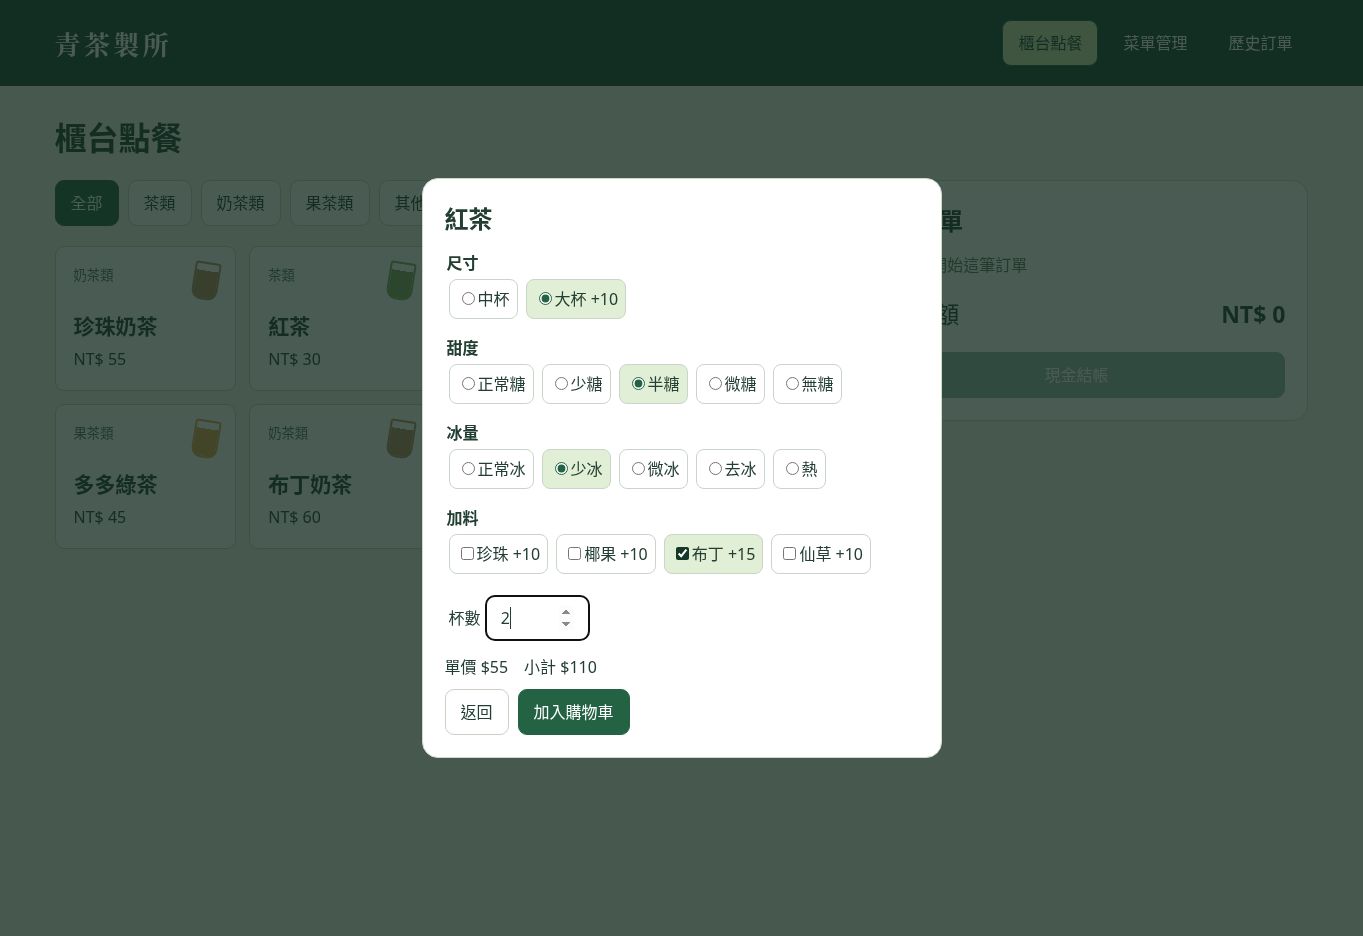 青茶製所
櫃台點餐 菜單管理 歷史訂單
櫃台點餐
全部 茶類 奶茶類 果茶類 其他
奶茶類
珍珠奶茶
NT$ 55
茶類
紅茶
NT$ 30
果茶類
多多綠茶
NT$ 45
奶茶類
布丁奶茶
NT$ 60
紅茶
尺寸
中杯 大杯 +10
甜度
正常糖 少糖 半糖 微糖 無糖
冰量
正常冰 少冰 微冰 去冰 熱
加料
珍珠 +10 椰果 +10 布丁 +15 仙草 +10
杯數 2
單價 $55 小計 $110
返回 加入購物車
單
始這筆訂單
額 NT$ 0
現金結帳